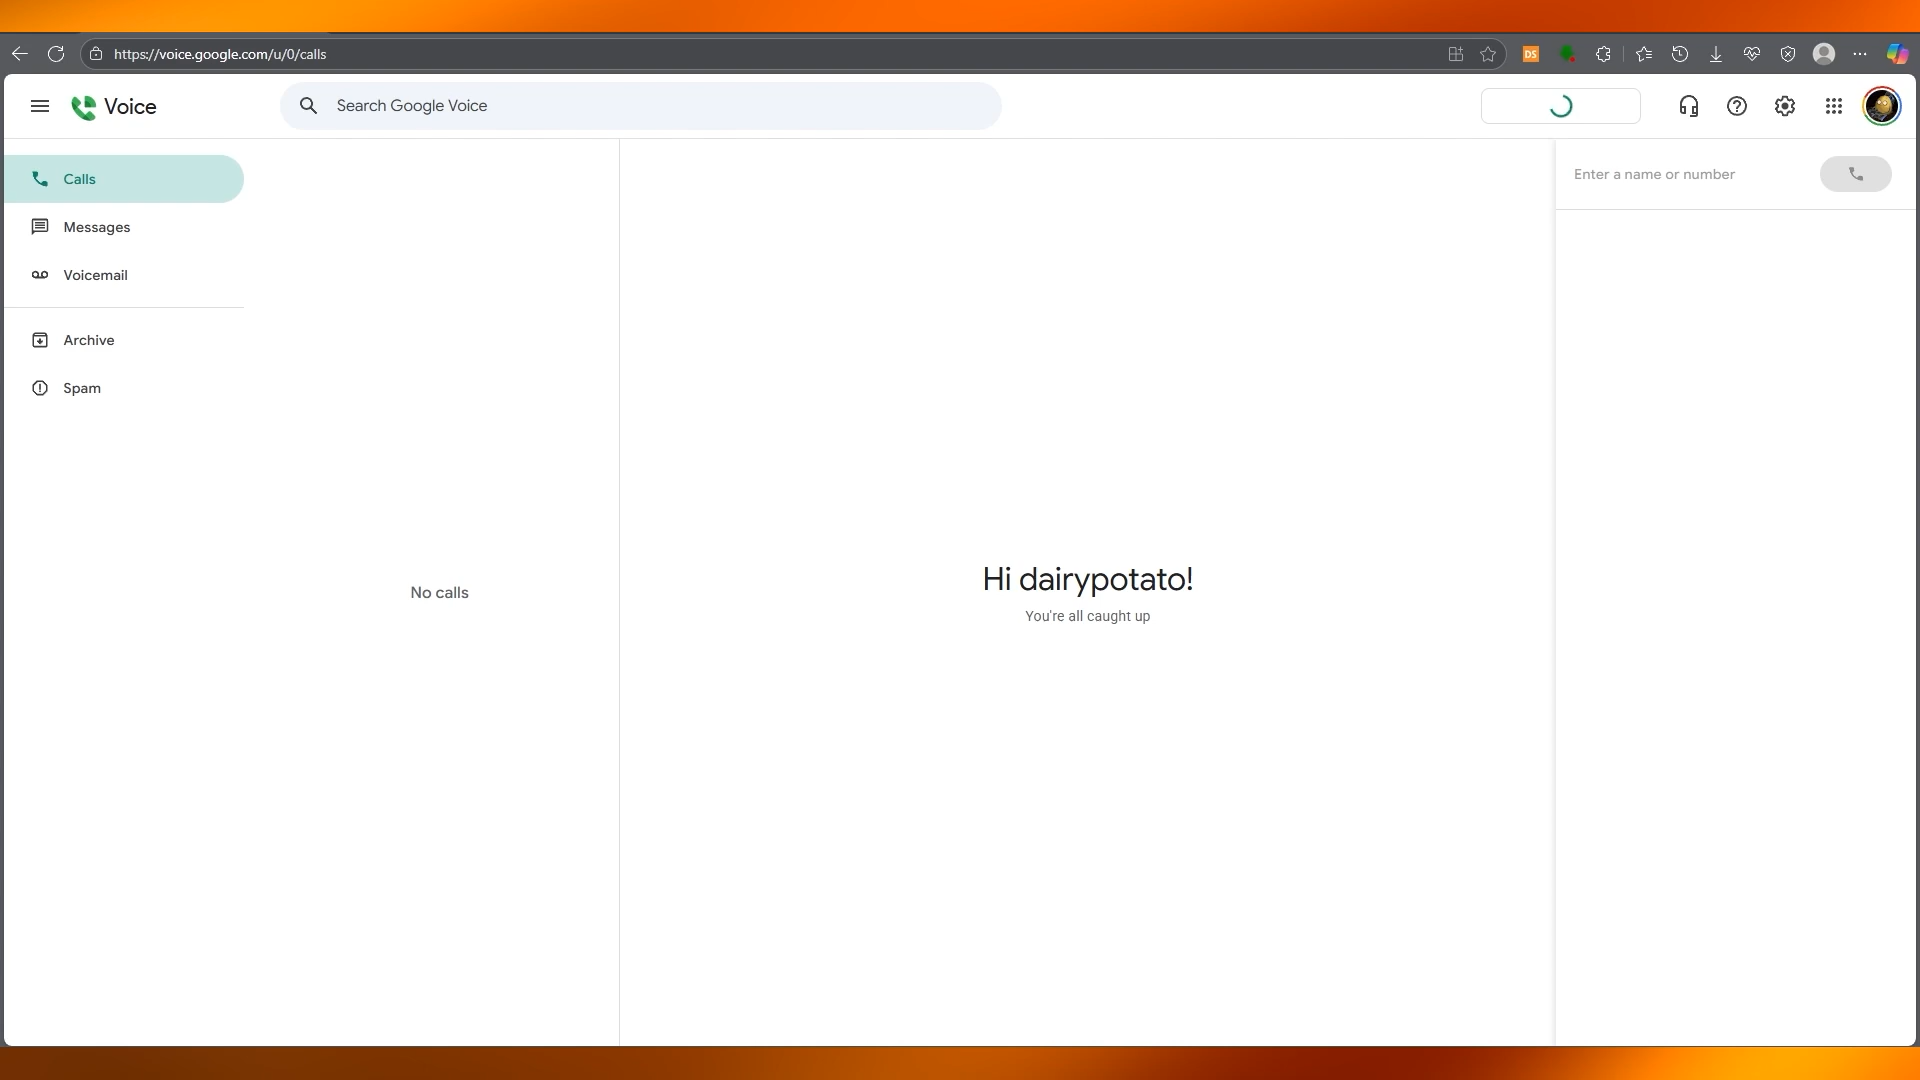 https://voice.google.com/u/0/calls
DS
Voice
Search Google Voice
Calls
Enter a name or number
Messages
Voicemail
Archive
Spam
No calls
Hi dairypotato!
You're all caught up